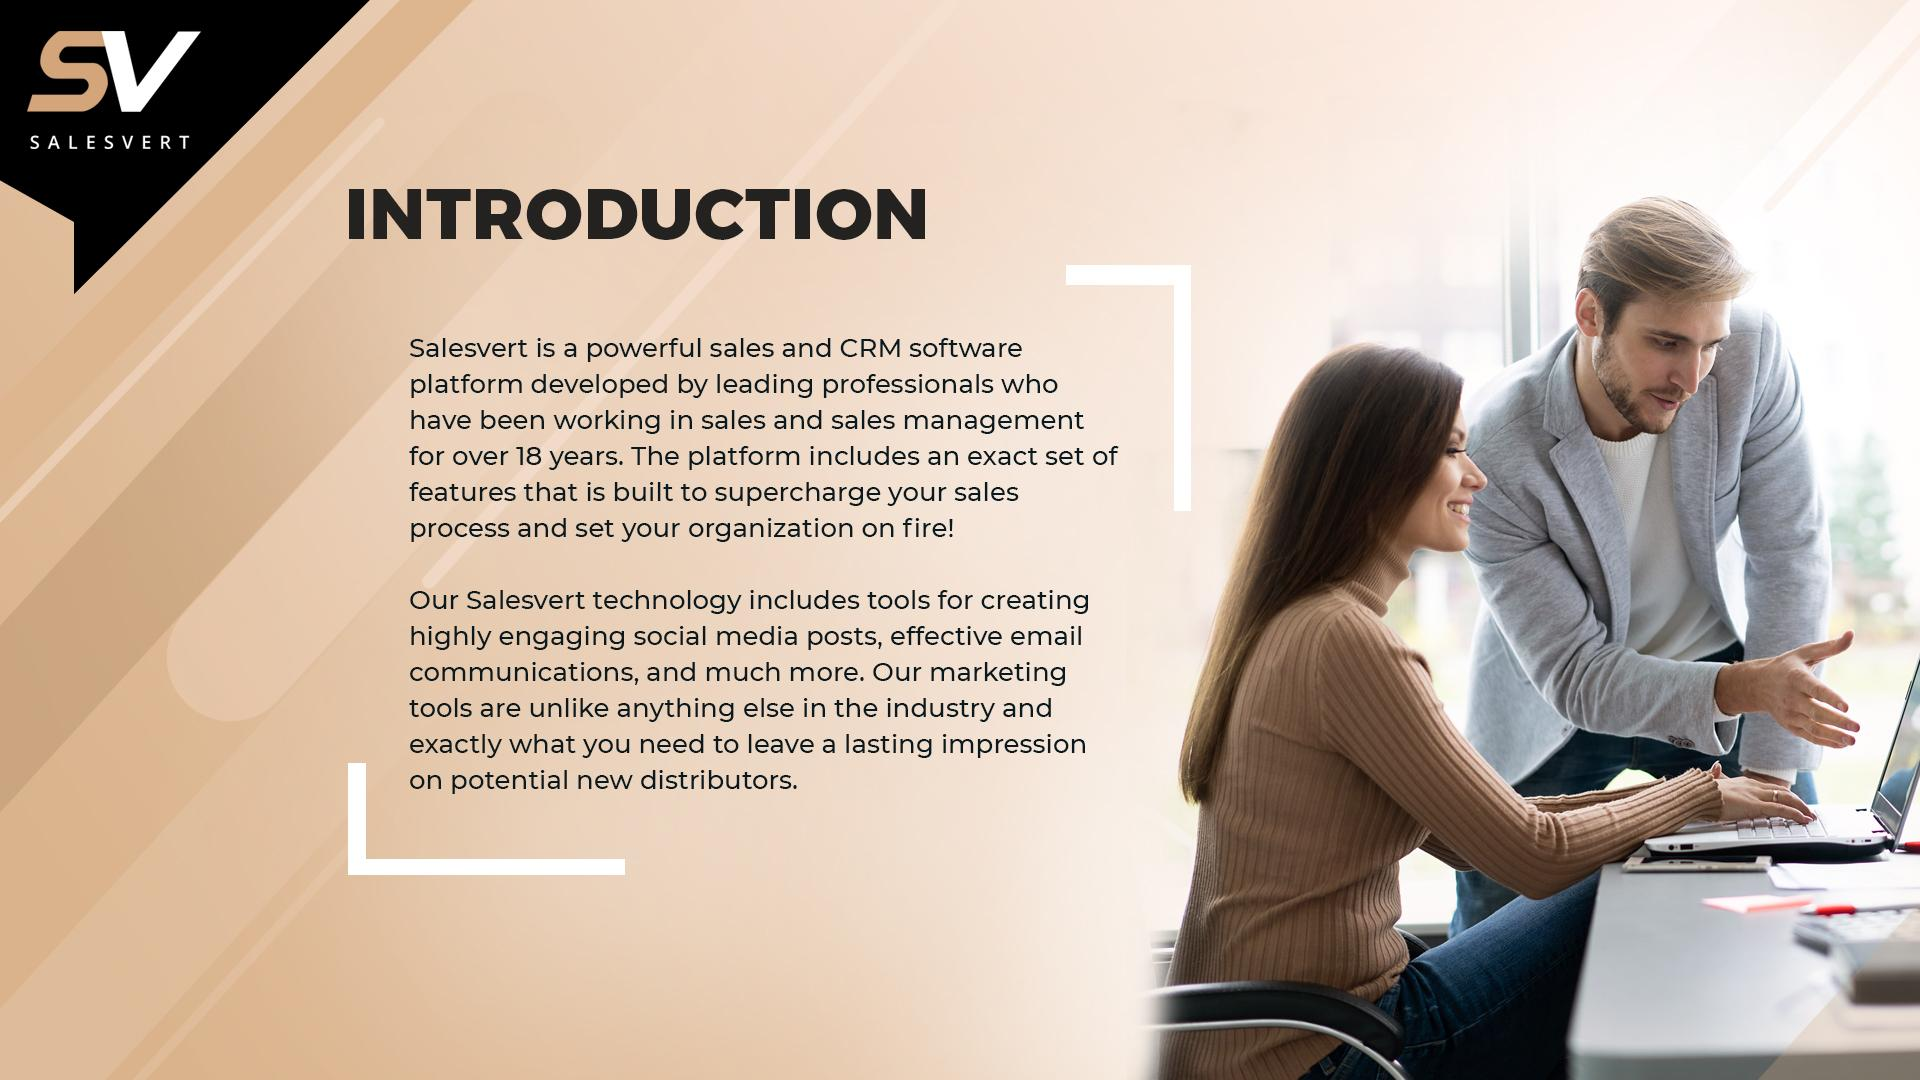 SV
SALESVERT
INTRODUCTION
Salesvert is a powerful sales and CRM software
platform developed by leading professionals who
have been working in sales and sales management
for over 18 years. The platform includes an exact set of
features that is built to supercharge your sales
process and set your organization on fire!
Our Salesvert technology includes tools for creating
highly engaging social media posts, effective email
communications, and much more. Our marketing
tools are unlike anything else in the industry and
exactly what you need to leave a lasting impression
on potential new distributors.